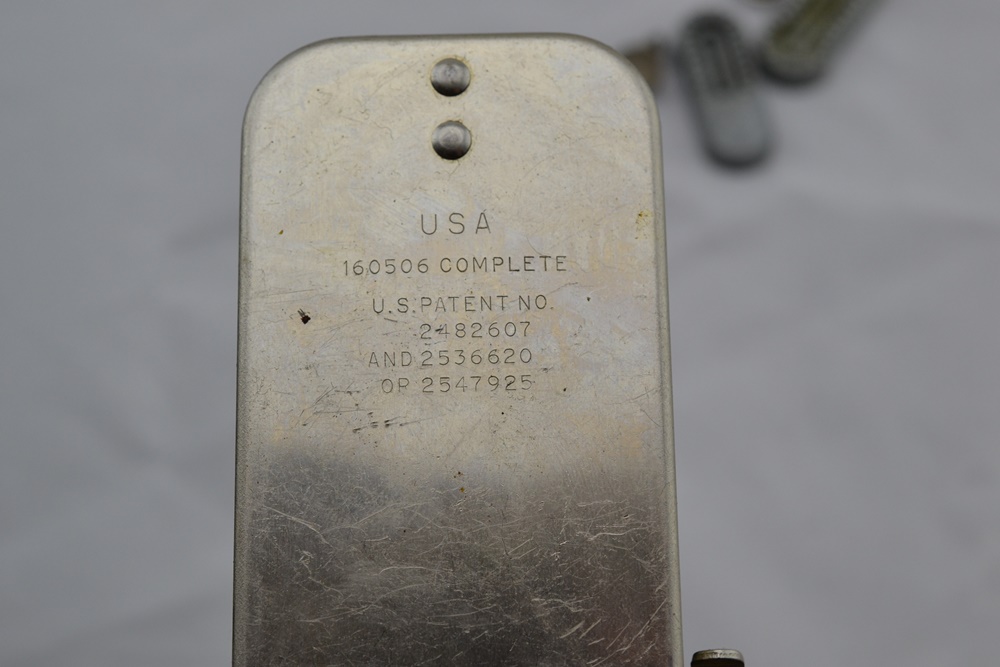 USA
160506 COMPLETE
U.S. PATENT NO.
2482607
AND 2536620
OR 2547925